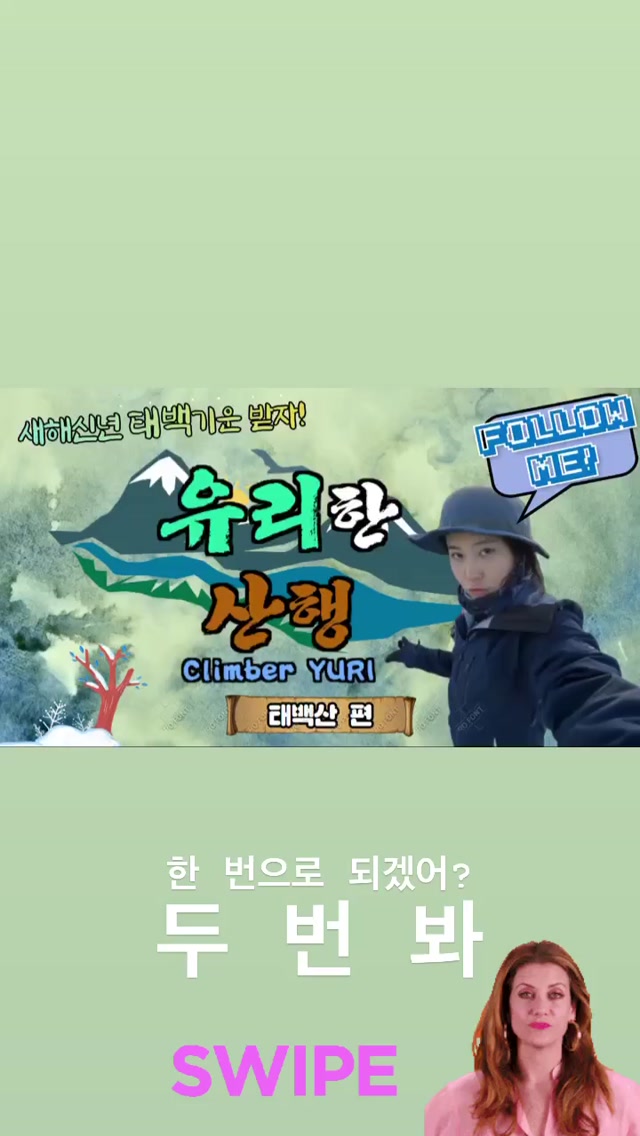 새해신년 태백기운 받자!
FOLLOW
ME!
유리한
산행
Climber YURI
태백산 편
한 번으로 되겠어?
두 번 봐
SWIPE